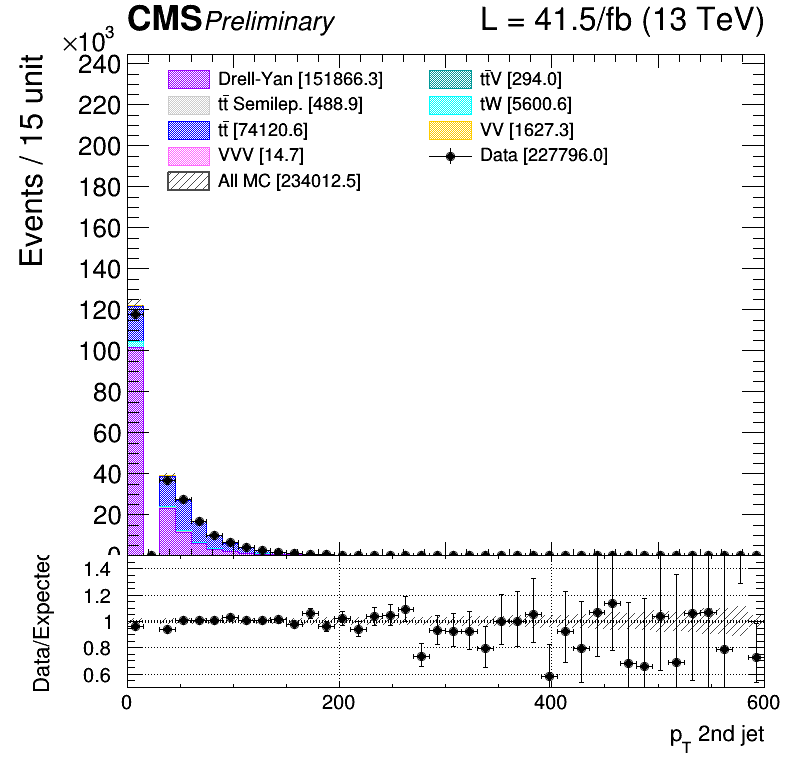 CMS Preliminary L = 41.5/fb (13 TeV)
×10³
Events / 15 unit
240
220
200
180
160
140
120
100
80
60
40
20
0
Drell-Yan [151866.3]
tt̄ Semilep. [488.9]
tt̄ [74120.6]
VVV [14.7]
All MC [234012.5]
tt̄V [294.0]
tW [5600.6]
VV [1627.3]
Data [227796.0]
Data/Expected
1.4
1.2
1
0.8
0.6
0 200 400 600
p_T 2nd jet